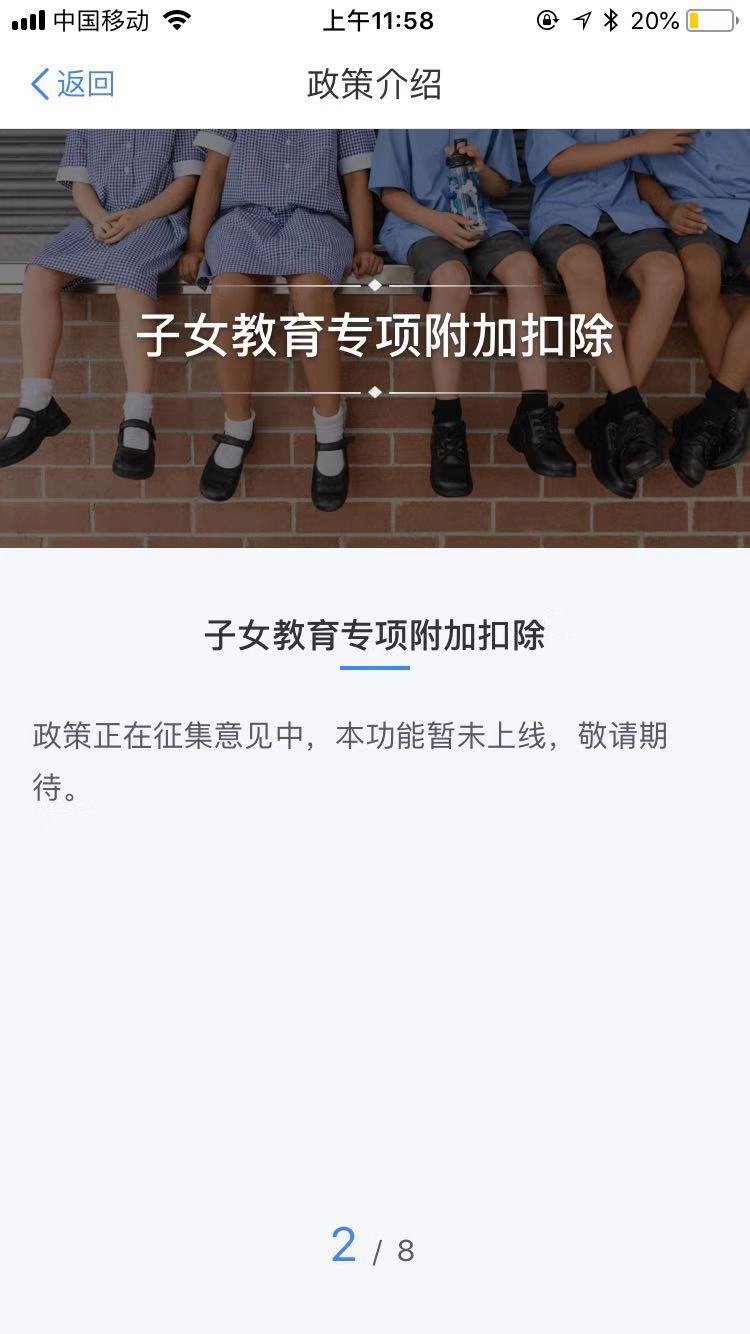 中国移动 上午11:58 20%
返回 政策介绍
子女教育专项附加扣除
子女教育专项附加扣除
政策正在征集意见中，本功能暂未上线，敬请期
待。
2 / 8